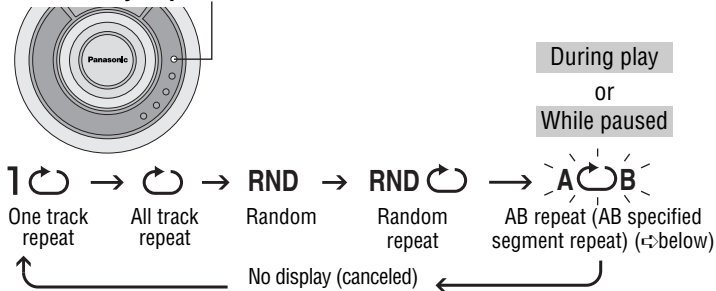 Panasonic
During play
or
While paused
1 → → RND → RND → A B
One track repeat
All track repeat
Random
Random repeat
AB repeat (AB specified segment repeat) (⇨below)
No display (canceled)